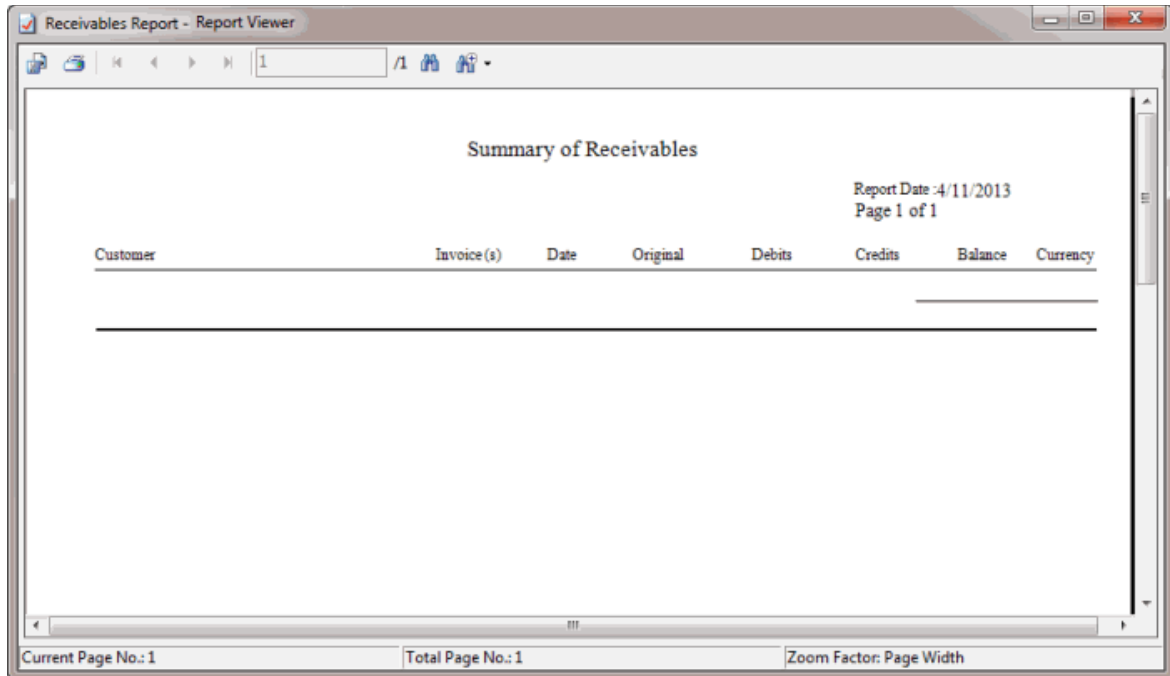 Receivables Report - Report Viewer
1 /1
Summary of Receivables
Report Date :4/11/2013
Page 1 of 1
Customer Invoice(s) Date Original Debits Credits Balance Currency
Current Page No.: 1 Total Page No.: 1 Zoom Factor: Page Width